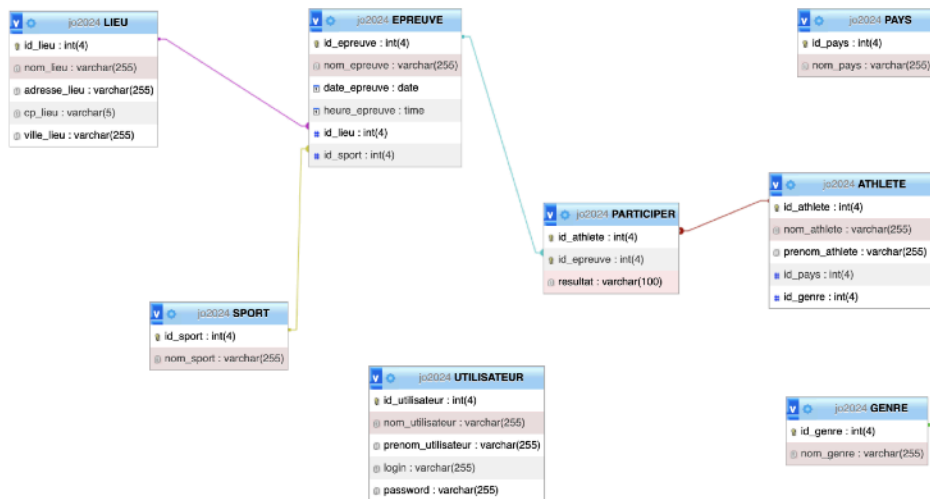 jo2024 LIEU
id_lieu : int(4)
nom_lieu : varchar(255)
adresse_lieu : varchar(255)
cp_lieu : varchar(5)
ville_lieu : varchar(255)
jo2024 EPREUVE
id_epreuve : int(4)
nom_epreuve : varchar(255)
date_epreuve : date
heure_epreuve : time
id_lieu : int(4)
id_sport : int(4)
jo2024 PAYS
id_pays : int(4)
nom_pays : varchar(255)
jo2024 PARTICIPER
id_athlete : int(4)
id_epreuve : int(4)
resultat : varchar(100)
jo2024 ATHLETE
id_athlete : int(4)
nom_athlete : varchar(255)
prenom_athlete : varchar(255)
id_pays : int(4)
id_genre : int(4)
jo2024 SPORT
id_sport : int(4)
nom_sport : varchar(255)
jo2024 UTILISATEUR
id_utilisateur : int(4)
nom_utilisateur : varchar(255)
prenom_utilisateur : varchar(255)
login : varchar(255)
password : varchar(255)
jo2024 GENRE
id_genre : int(4)
nom_genre : varchar(255)